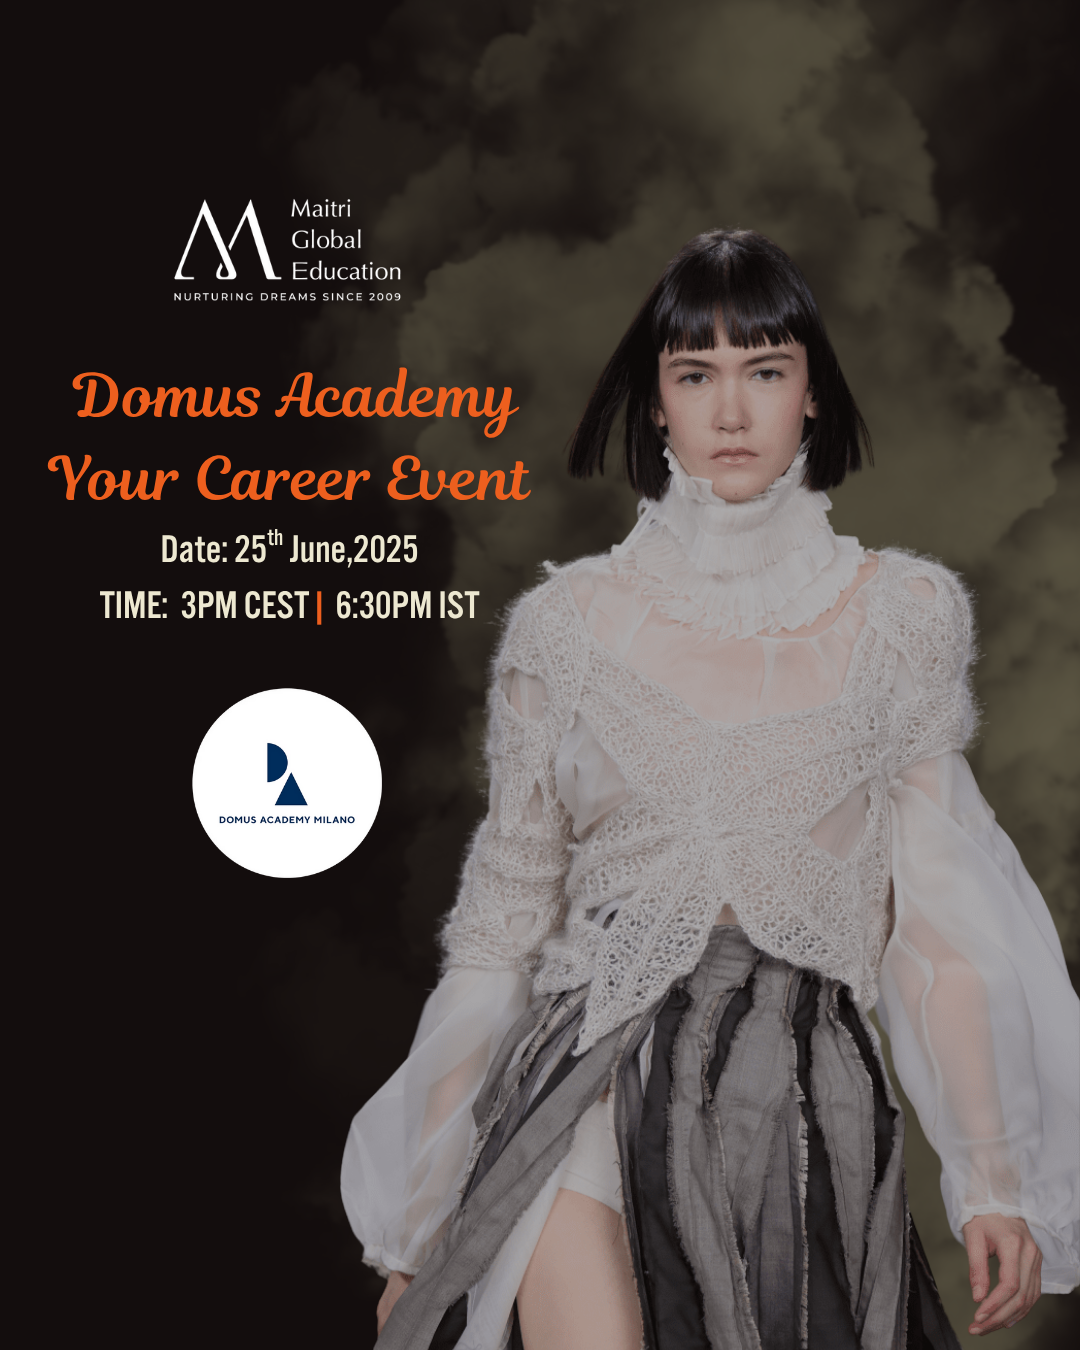 Maitri
Global
Education
NURTURING DREAMS SINCE 2009
Domus Academy
Your Career Event
Date: 25th June,2025
TIME: 3PM CEST | 6:30PM IST
DOMUS ACADEMY MILANO